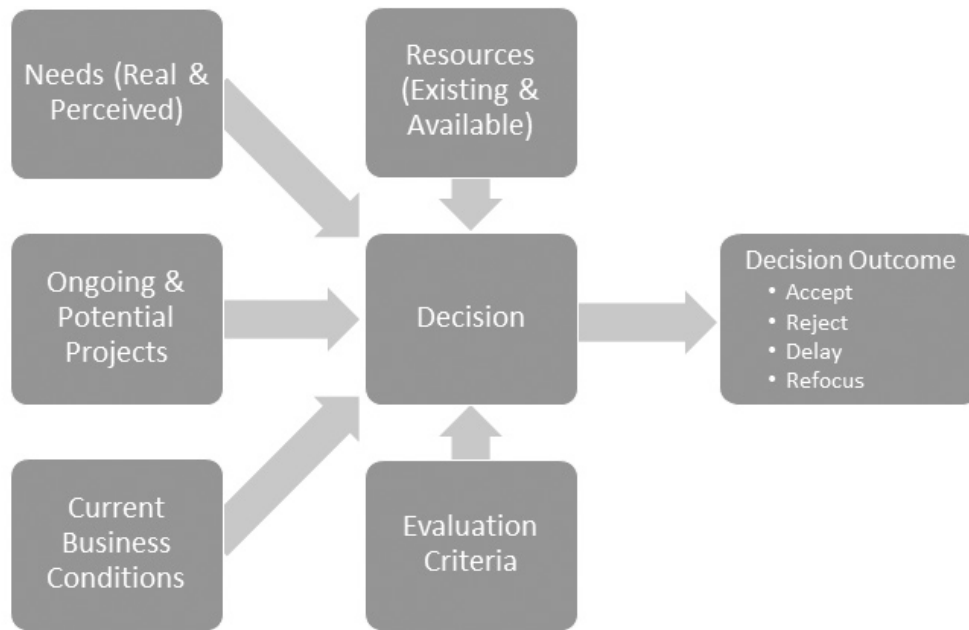 Needs (Real &
Perceived)
Resources
(Existing &
Available)
Ongoing &
Potential
Projects
Decision
Decision Outcome
• Accept
• Reject
• Delay
• Refocus
Current
Business
Conditions
Evaluation
Criteria